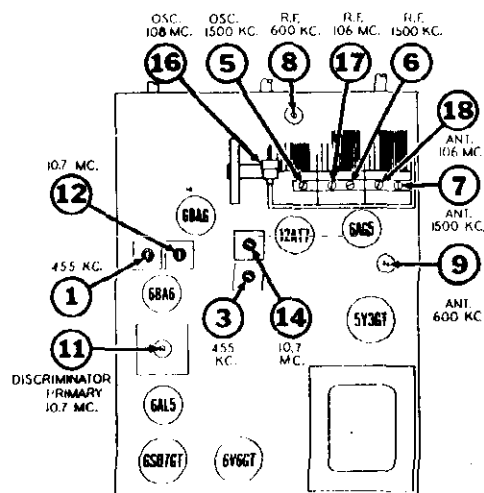 OSC. 108 MC.
OSC. 1500 KC.
R.F. 600 KC.
R.F. 106 MC.
R.F. 1500 KC.
16
5
8
17
6
18
ANT. 106 MC.
7
ANT. 1500 KC.
10.7 MC.
12
6BA6
12AT7
6AG5
455 KC.
1
6BA6
3
455 KC.
14
10.7 MC.
9
ANT. 600 KC
5Y3GT
11
DISCRIMINATOR
PRIMARY
10.7 MC.
6AL5
6SB7GT
6V6GT